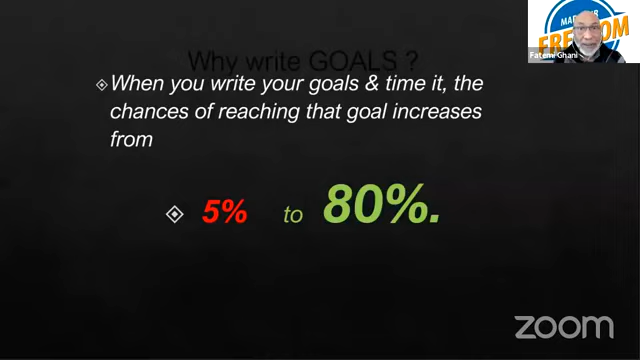 Why write GOALS ?
When you write your goals & time it, the
chances of reaching that goal increases
from
5% to 80%.
FREEDOM
Fatemi Ghani
zoom